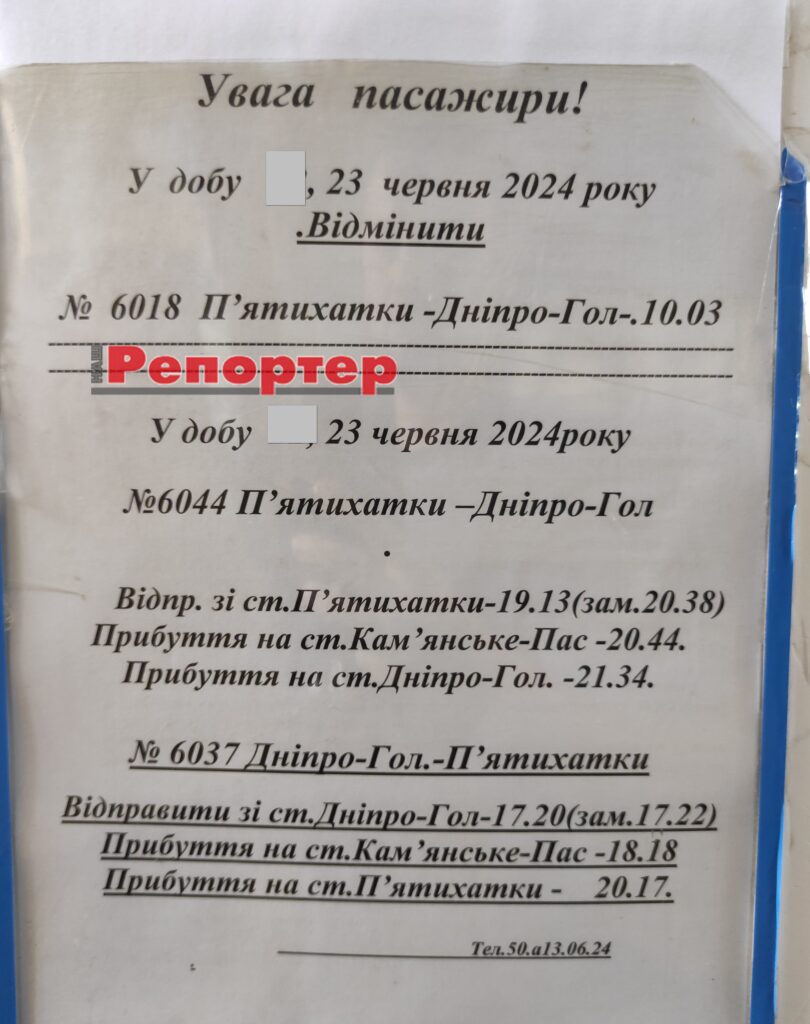 Увага пасажири!
У добу , 23 червня 2024 року
.Відмінити
№ 6018 П’ятихатки -Дніпро-Гол-.10.03
НАШ Репортер
У добу , 23 червня 2024року
№6044 П’ятихатки –Дніпро-Гол
.
Відпр. зі ст.П’ятихатки-19.13(зам.20.38)
Прибуття на ст.Кам’янське-Пас -20.44.
Прибуття на ст.Дніпро-Гол. -21.34.
№ 6037 Дніпро-Гол.-П’ятихатки
Відправити зі ст.Дніпро-Гол-17.20(зам.17.22)
Прибуття на ст.Кам’янське-Пас -18.18
Прибуття на ст.П’ятихатки - 20.17.
Тел.50.а13.06.24